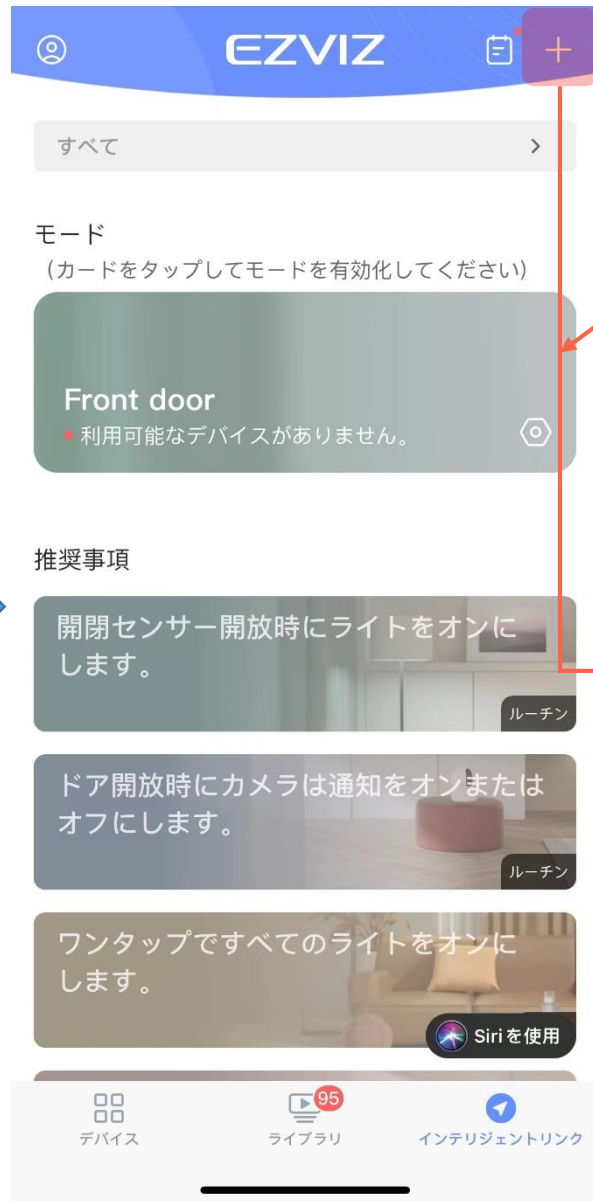 EZVIZ
すべて
モード
（カードをタップしてモードを有効化してください）
Front door
利用可能なデバイスがありません。
推奨事項
開閉センサー開放時にライトをオンに
します。
ルーチン
ドア開放時にカメラは通知をオンまたは
オフにします。
ルーチン
ワンタップですべてのライトをオンに
します。
Siriを使用
95
デバイス
ライブラリ
インテリジェントリンク